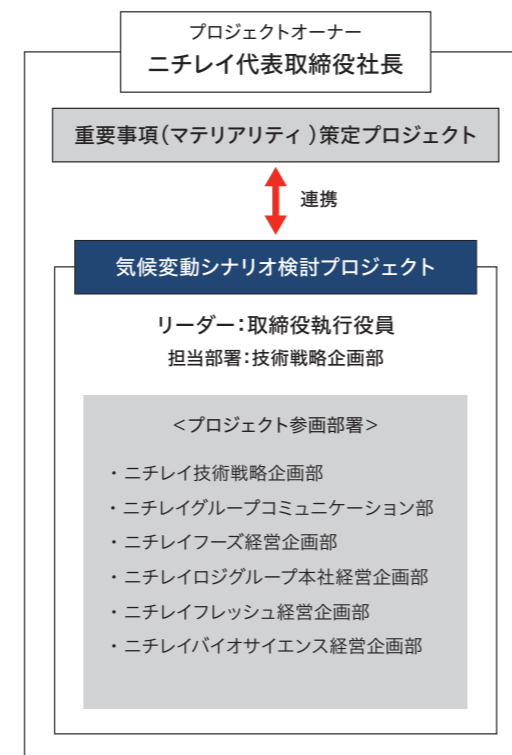 プロジェクトオーナー
ニチレイ代表取締役社長
重要事項(マテリアリティ)策定プロジェクト
連携
気候変動シナリオ検討プロジェクト
リーダー:取締役執行役員
担当部署:技術戦略企画部
<プロジェクト参画部署>
・ニチレイ技術戦略企画部
・ニチレイグループコミュニケーション部
・ニチレイフーズ経営企画部
・ニチレイロジグループ本社経営企画部
・ニチレイフレッシュ経営企画部
・ニチレイバイオサイエンス経営企画部